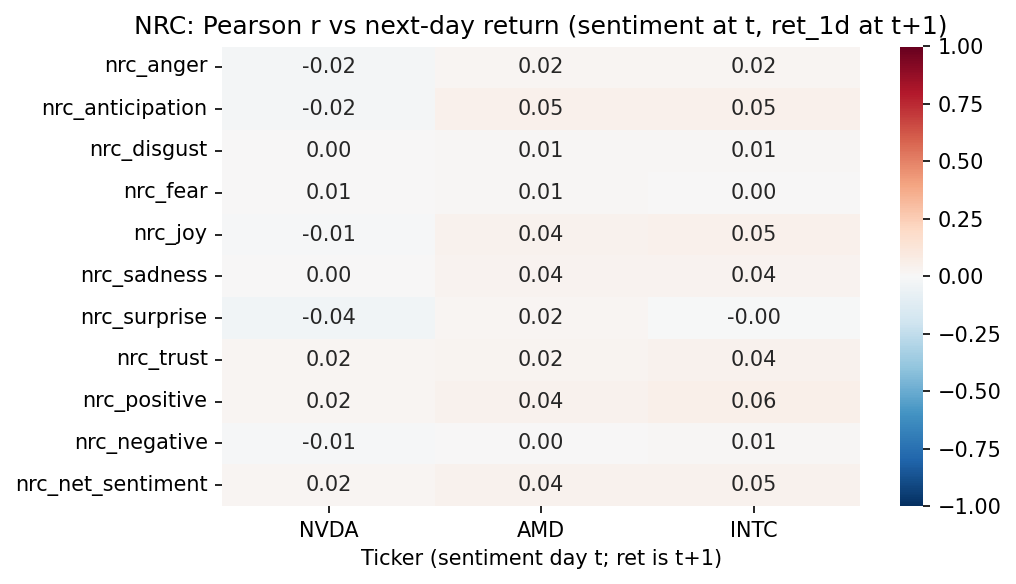 NRC: Pearson r vs next-day return (sentiment at t, ret_1d at t+1)
nrc_anger -0.02 0.02 0.02
nrc_anticipation -0.02 0.05 0.05
nrc_disgust 0.00 0.01 0.01
nrc_fear 0.01 0.01 0.00
nrc_joy -0.01 0.04 0.05
nrc_sadness 0.00 0.04 0.04
nrc_surprise -0.04 0.02 -0.00
nrc_trust 0.02 0.02 0.04
nrc_positive 0.02 0.04 0.06
nrc_negative -0.01 0.00 0.01
nrc_net_sentiment 0.02 0.04 0.05
NVDA AMD INTC
Ticker (sentiment day t; ret is t+1)
1.00
0.75
0.50
0.25
0.00
−0.25
−0.50
−0.75
−1.00